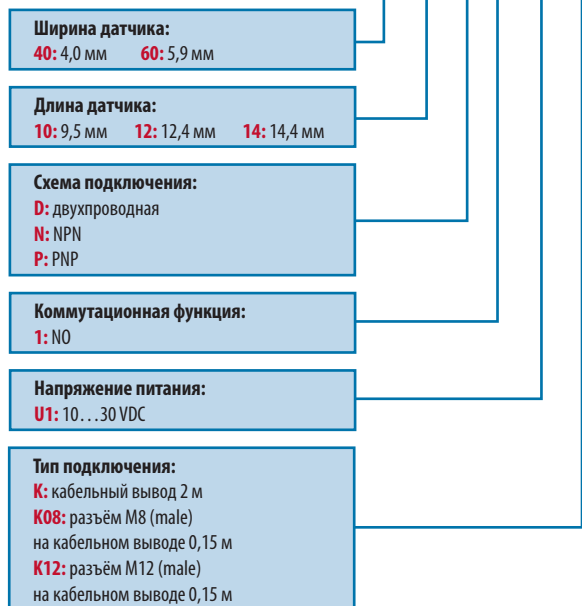 Ширина датчика:
40: 4,0 мм 60: 5,9 мм
Длина датчика:
10: 9,5 мм 12: 12,4 мм 14: 14,4 мм
Схема подключения:
D: двухпроводная
N: NPN
P: PNP
Коммутационная функция:
1: NO
Напряжение питания:
U1: 10...30 VDC
Тип подключения:
K: кабельный вывод 2 м
K08: разъём M8 (male)
на кабельном выводе 0,15 м
K12: разъём M12 (male)
на кабельном выводе 0,15 м